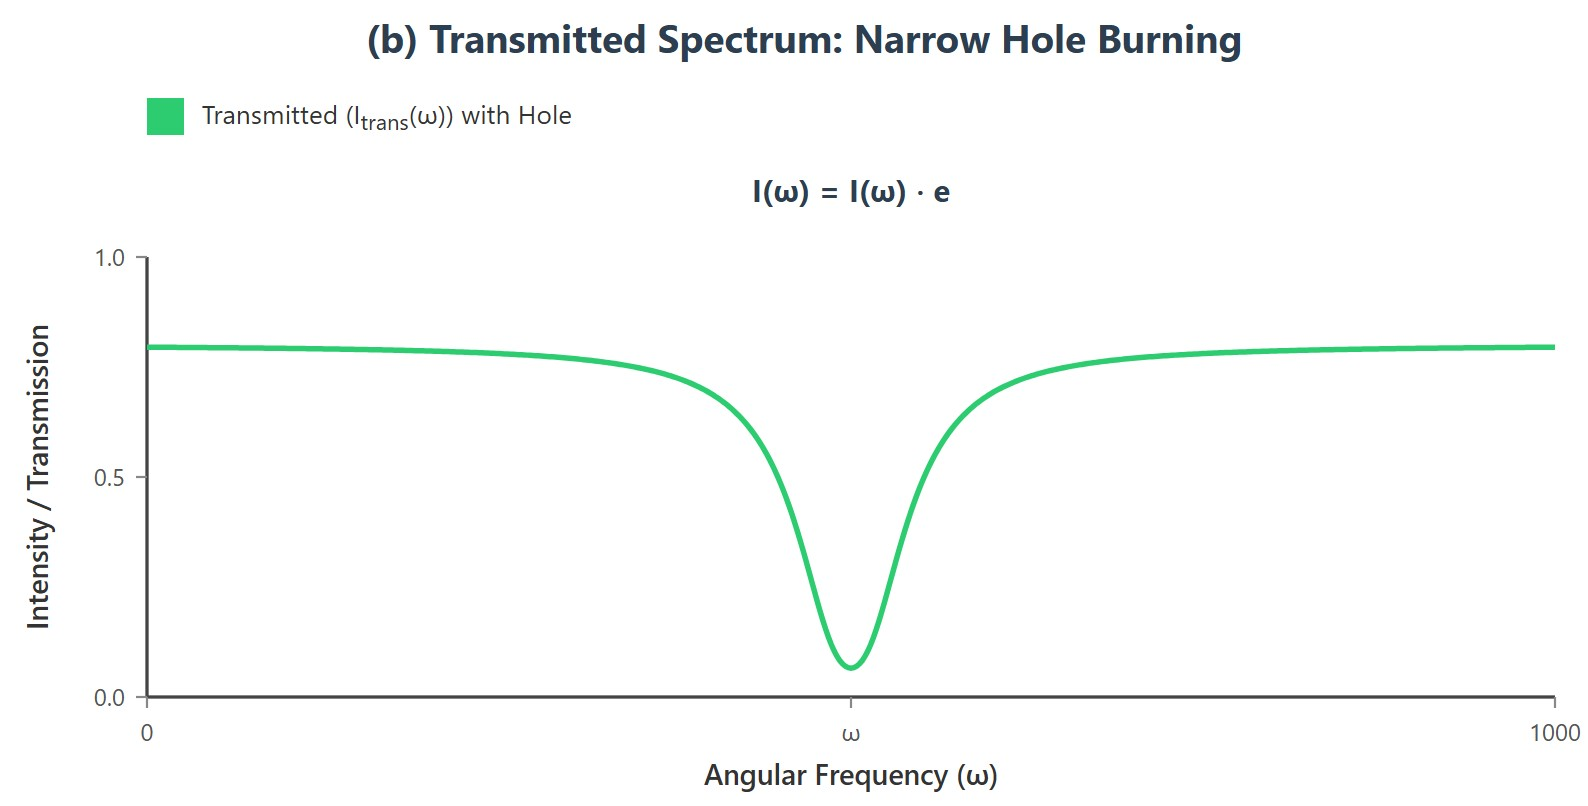 (b) Transmitted Spectrum: Narrow Hole Burning
Transmitted (Itrans(ω)) with Hole
I(ω) = I(ω) · e
1.0
0.5
0.0
Intensity / Transmission
0
ω
1000
Angular Frequency (ω)